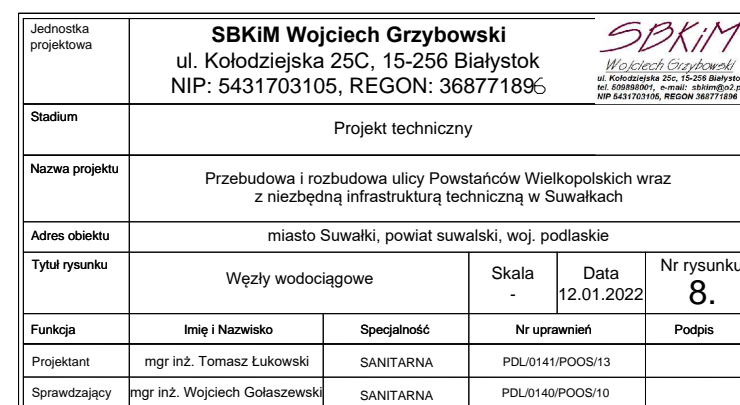 Jednostka
projektowa
SBKiM Wojciech Grzybowski
ul. Kołodziejska 25C, 15-256 Białystok
NIP: 5431703105, REGON: 368771896
SBKiM
Wojciech Grzybowski
ul. Kołodziejska 25c, 15-256 Białysto
tel. 509898001, e-mail: sbkim@o2.p
NIP 5431703105, REGON 368771896
Stadium
Projekt techniczny
Nazwa projektu
Przebudowa i rozbudowa ulicy Powstańców Wielkopolskich wraz
z niezbędną infrastrukturą techniczną w Suwałkach
Adres obiektu
miasto Suwałki, powiat suwalski, woj. podlaskie
Tytuł rysunku
Węzły wodociągowe
Skala
-
Data
12.01.2022
Nr rysunku
8.
Funkcja Imię i Nazwisko Specjalność Nr uprawnień Podpis
Projektant mgr inż. Tomasz Łukowski SANITARNA PDL/0141/POOS/13
Sprawdzający mgr inż. Wojciech Gołaszewski SANITARNA PDL/0140/POOS/10